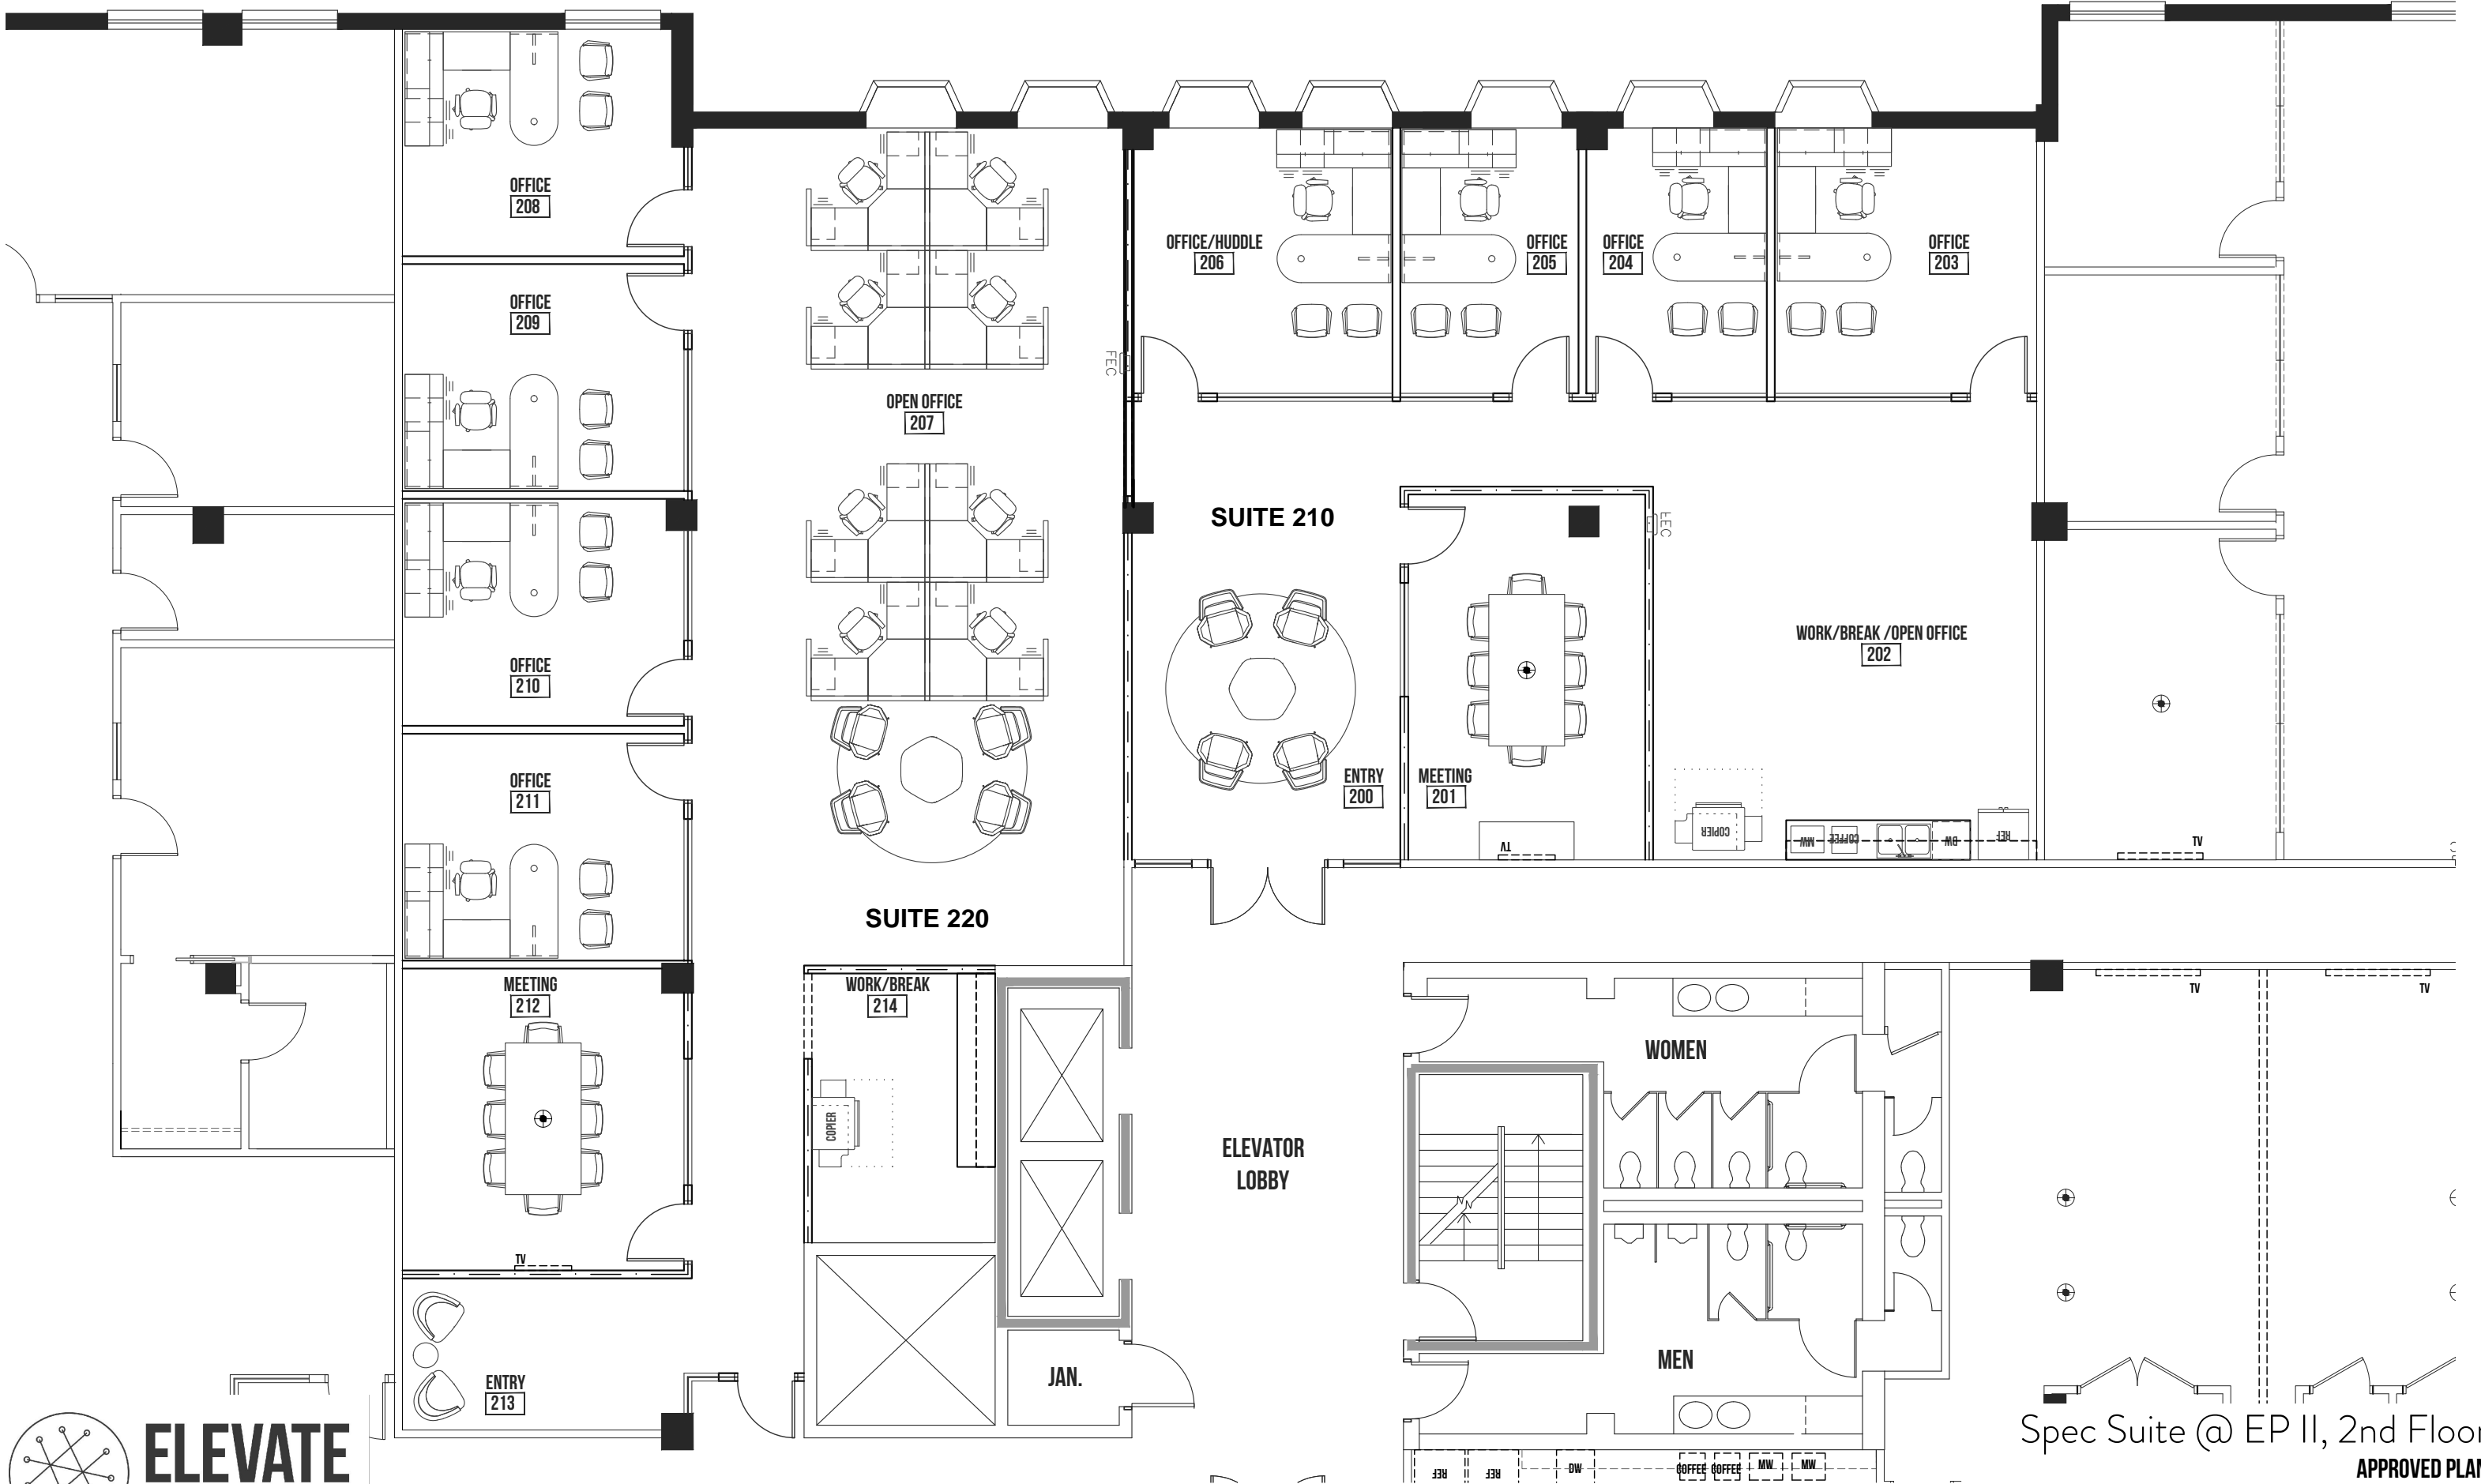 OFFICE
208
OFFICE
209
OFFICE
210
OFFICE
211
MEETING
212
TV
ENTRY
213
OPEN OFFICE
207
FEC
SUITE 220
WORK/BREAK
214
COPIER
OFFICE/HUDDLE
206
OFFICE
205
OFFICE
204
OFFICE
203
SUITE 210
FEC
ENTRY
200
MEETING
201
TV
WORK/BREAK /OPEN OFFICE
202
COPIER
MW
COFFEE
DW
REF
TV
ELEVATOR
LOBBY
JAN.
WOMEN
MEN
TV
TV
REF
REF
DW
COFFEE
COFFEE
MW
MW
ELEVATE
Spec Suite @ EP II, 2nd Floor
APPROVED PLAN